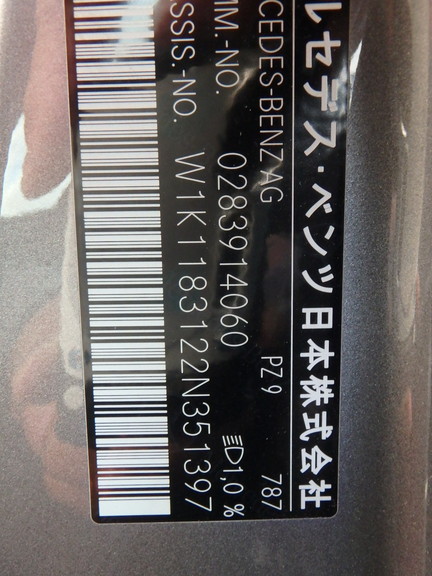 ルセデス・ベンツ日本株式会社
CEDES-BENZ AG PZ9 787
MM.-NO. 0283914060 1,0 %
SSIS.-NO. W1K1183122N351397